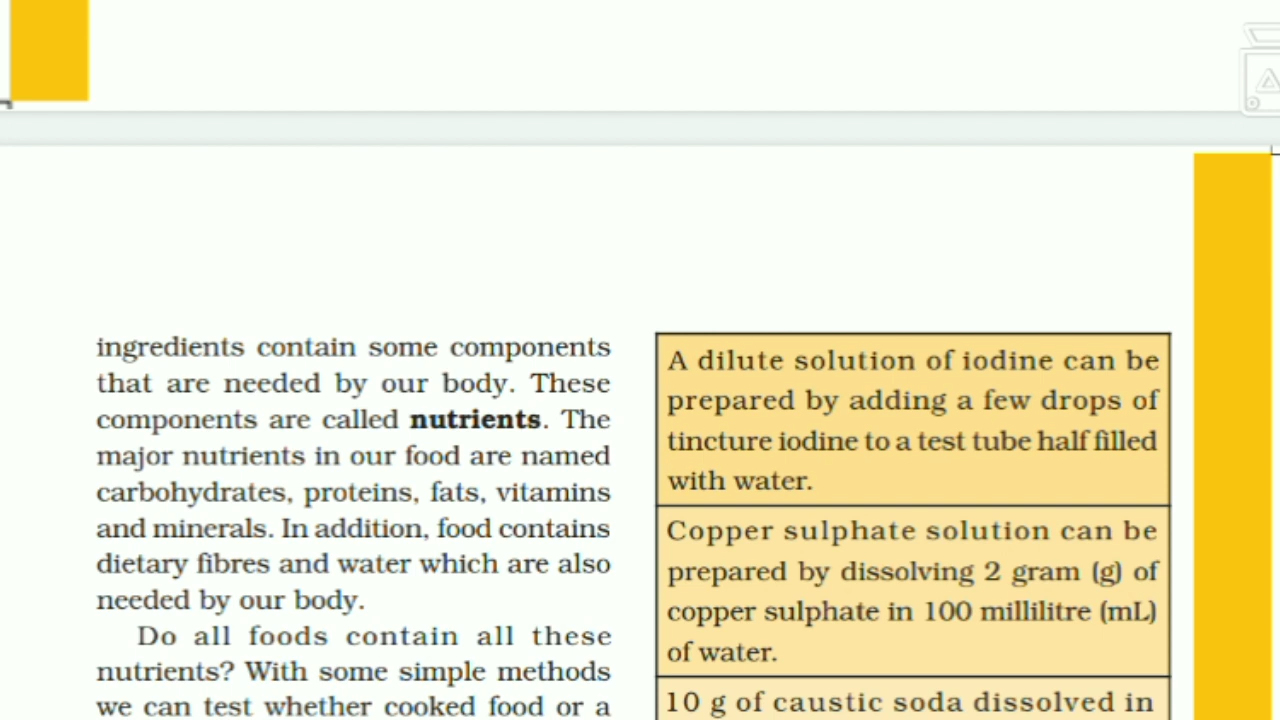 ingredients contain some components
that are needed by our body. These
components are called nutrients. The
major nutrients in our food are named
carbohydrates, proteins, fats, vitamins
and minerals. In addition, food contains
dietary fibres and water which are also
needed by our body.
Do all foods contain all these
nutrients? With some simple methods
we can test whether cooked food or a
A dilute solution of iodine can be
prepared by adding a few drops of
tincture iodine to a test tube half filled
with water.
Copper sulphate solution can be
prepared by dissolving 2 gram (g) of
copper sulphate in 100 millilitre (mL)
of water.
10 g of caustic soda dissolved in